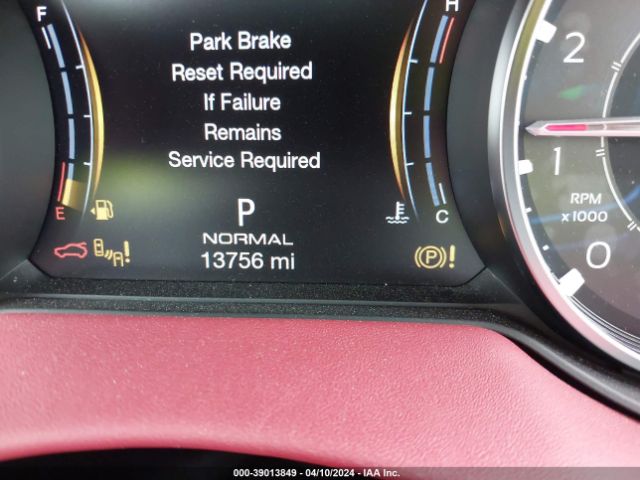 F
H
Park Brake
Reset Required
If Failure
Remains
Service Required
E
P
C
NORMAL
13756 mi
(P)!
A!
2
1
RPM
x1000
0
000-39013849 - 04/10/2024 - IAA Inc.